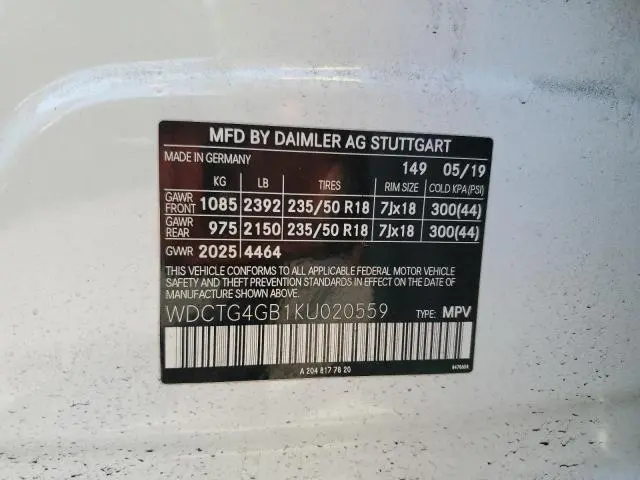 MFD BY DAIMLER AG STUTTGART
MADE IN GERMANY 149 05/19
KG LB TIRES RIM SIZE COLD KPA(PSI)
GAWR FRONT 1085 2392 235/50 R18 7Jx18 300(44)
GAWR REAR 975 2150 235/50 R18 7Jx18 300(44)
GVWR 2025 4464
THIS VEHICLE CONFORMS TO ALL APPLICABLE FEDERAL MOTOR VEHICLE
SAFETY AND THEFT PREVENTION STANDARDS IN EFFECT ON THE DATE OF
MANUFACTURE SHOWN ABOVE.
WDCTG4GB1KU020559 TYPE: MPV
A 204 817 78 20